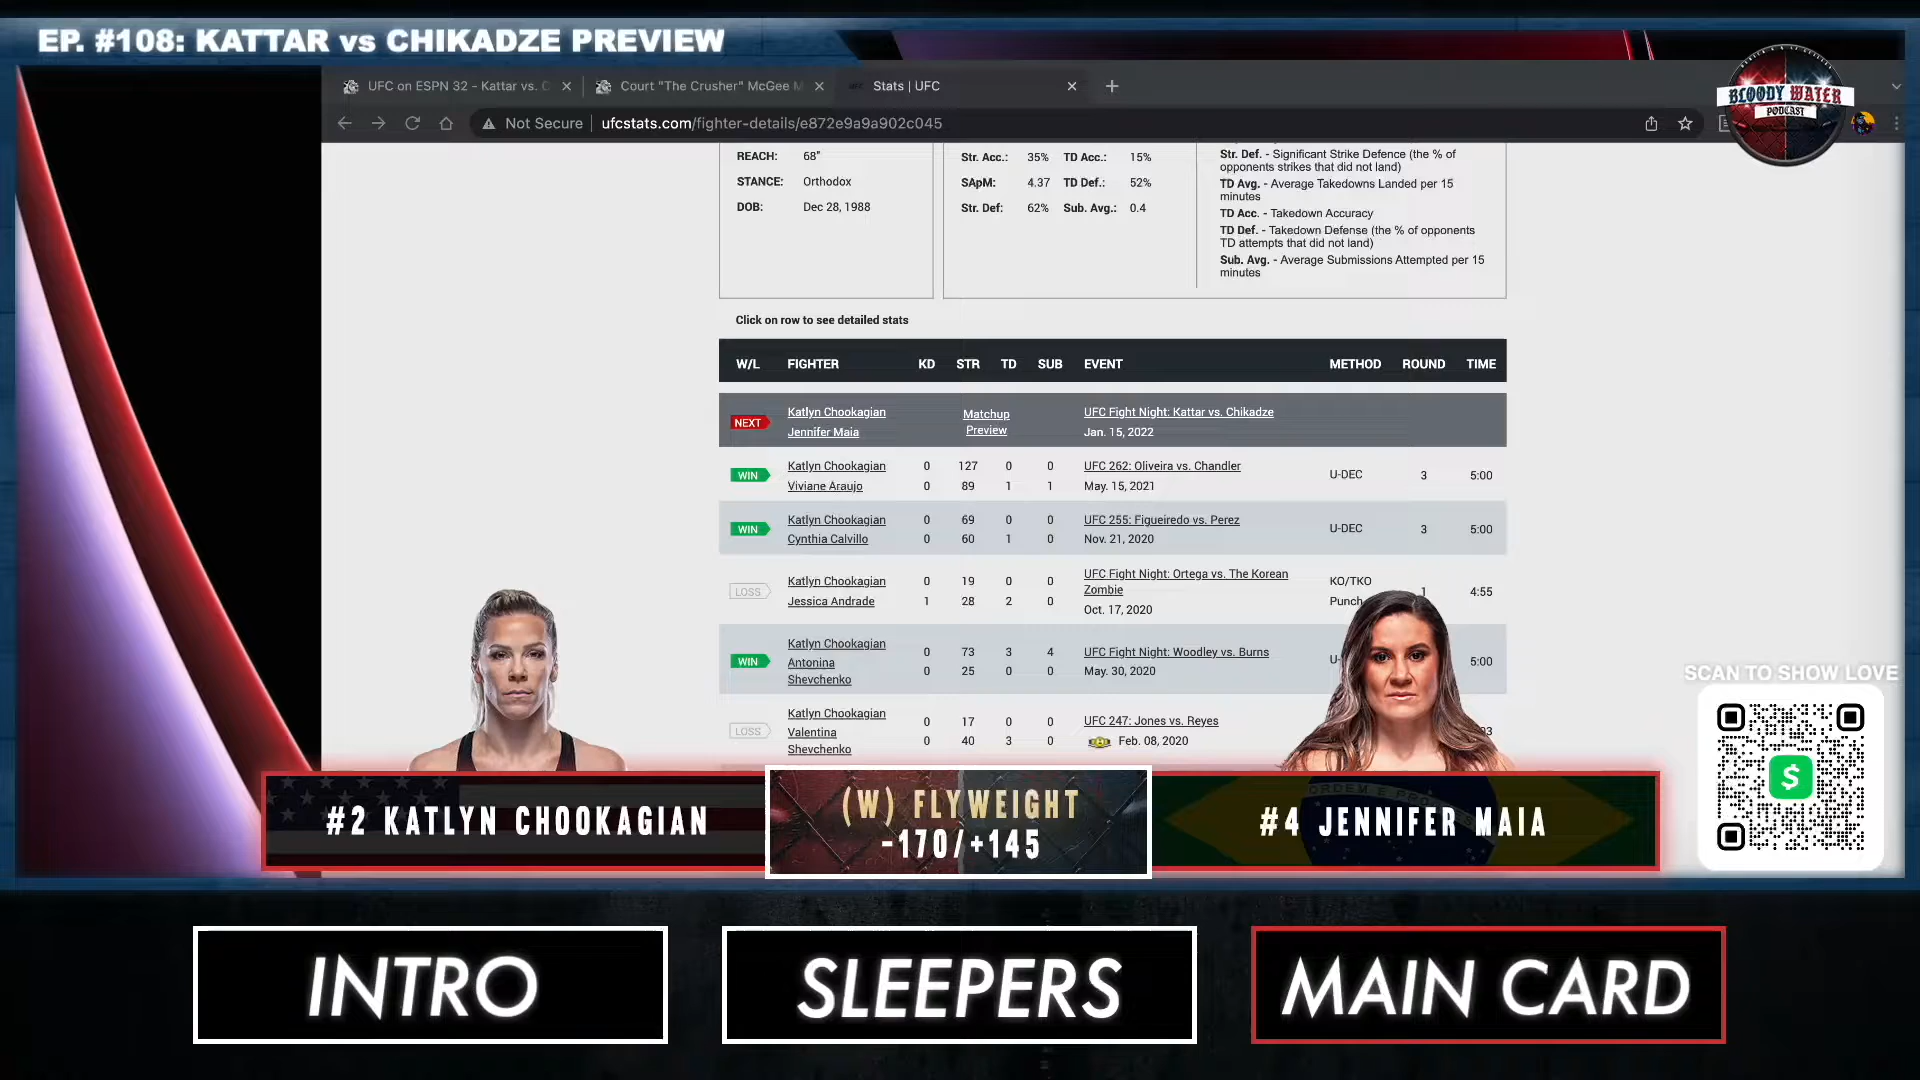 EP. #108: KATTAR vs CHIKADZE PREVIEW
UFC on ESPN 32 - Kattar vs. C
Court "The Crusher" McGee M
Stats | UFC
BLOODY WATER
PODCAST
Not Secure
ufcstats.com/fighter-details/e872e9a9a902c045
REACH: 68"
STANCE: Orthodox
DOB: Dec 28, 1988
Str. Acc.: 35% TD Acc.: 15%
SApM: 4.37 TD Def.: 52%
Str. Def: 62% Sub. Avg.: 0.4
Str. Def. - Significant Strike Defence (the % of
opponents strikes that did not land)
TD Avg. - Average Takedowns Landed per 15
minutes
TD Acc. - Takedown Accuracy
TD Def. - Takedown Defense (the % of opponents
TD attempts that did not land)
Sub. Avg. - Average Submissions Attempted per 15
minutes
Click on row to see detailed stats
W/L FIGHTER KD STR TD SUB EVENT METHOD ROUND TIME
NEXT
Katlyn Chookagian
Jennifer Maia
Matchup
Preview
UFC Fight Night: Kattar vs. Chikadze
Jan. 15, 2022
WIN
Katlyn Chookagian 0 127 0 0 UFC 262: Oliveira vs. Chandler
Viviane Araujo 0 89 1 1 May. 15, 2021
U-DEC 3 5:00
WIN
Katlyn Chookagian 0 69 0 0 UFC 255: Figueiredo vs. Perez
Cynthia Calvillo 0 60 1 0 Nov. 21, 2020
U-DEC 3 5:00
LOSS
Katlyn Chookagian 0 19 0 0
Jessica Andrade 1 28 2 0
UFC Fight Night: Ortega vs. The Korean
Zombie
Oct. 17, 2020
KO/TKO
Punch
1 4:55
WIN
Katlyn Chookagian
Antonina
Shevchenko
0 73 3 4 UFC Fight Night: Woodley vs. Burns
0 25 0 0 May. 30, 2020
U- 5:00
LOSS
Katlyn Chookagian
Valentina
Shevchenko
0 17 0 0 UFC 247: Jones vs. Reyes
0 40 3 0 Feb. 08, 2020
SCAN TO SHOW LOVE
$
#2 KATLYN CHOOKAGIAN
(W) FLYWEIGHT
-170/+145
#4 JENNIFER MAIA
INTRO
SLEEPERS
MAIN CARD